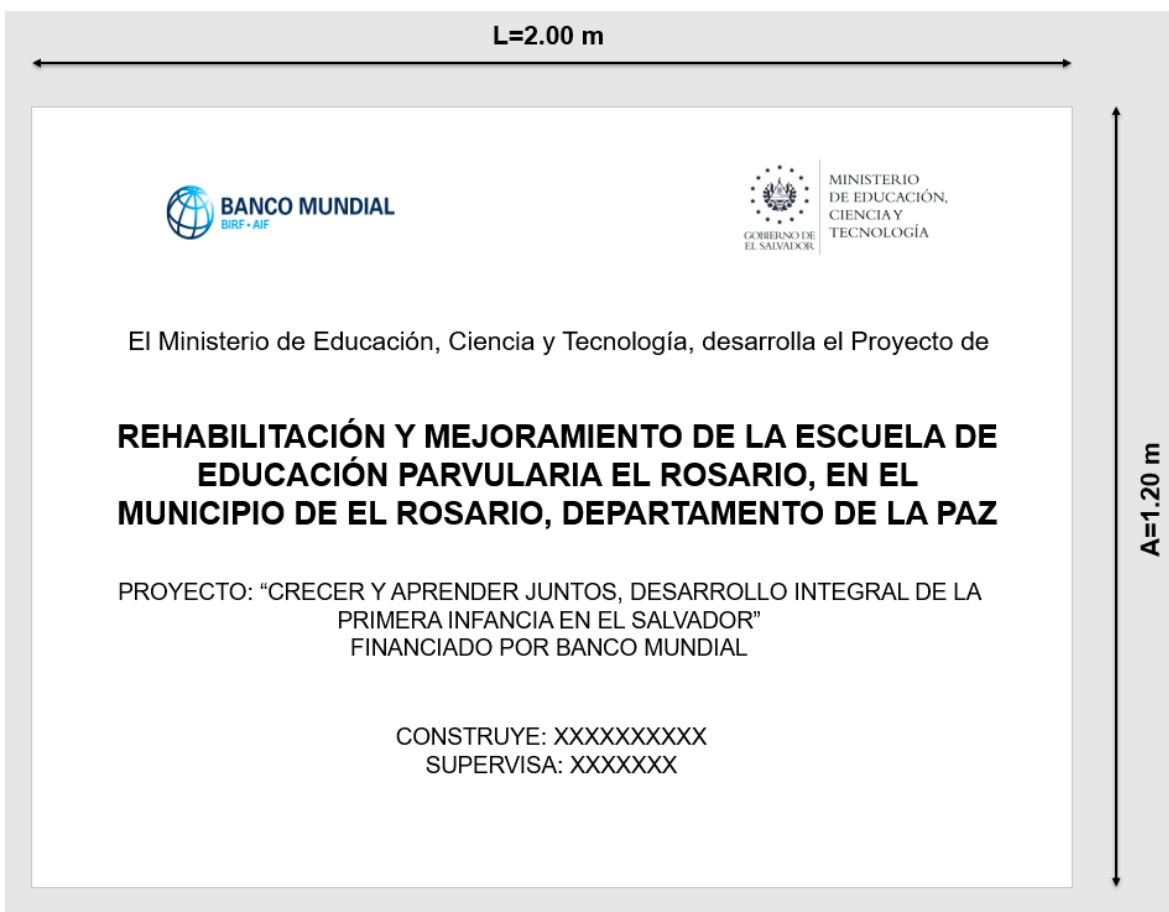 L=2.00 m
BANCO MUNDIAL
BIRF • AIF
GOBIERNO DE
EL SALVADOR
MINISTERIO
DE EDUCACIÓN,
CIENCIA Y
TECNOLOGÍA
El Ministerio de Educación, Ciencia y Tecnología, desarrolla el Proyecto de
REHABILITACIÓN Y MEJORAMIENTO DE LA ESCUELA DE
EDUCACIÓN PARVULARIA EL ROSARIO, EN EL
MUNICIPIO DE EL ROSARIO, DEPARTAMENTO DE LA PAZ
PROYECTO: “CRECER Y APRENDER JUNTOS, DESARROLLO INTEGRAL DE LA
PRIMERA INFANCIA EN EL SALVADOR”
FINANCIADO POR BANCO MUNDIAL
CONSTRUYE: XXXXXXXXXX
SUPERVISA: XXXXXXX
A=1.20 m